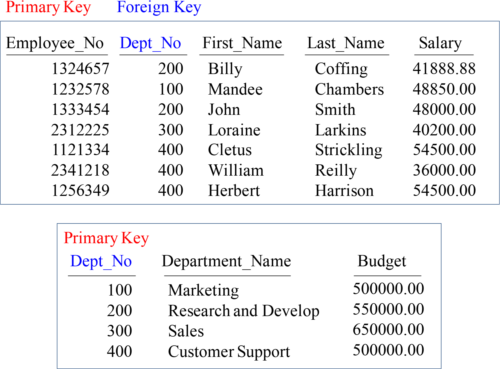 Primary Key Foreign Key
Employee_No Dept_No First_Name Last_Name Salary
1324657 200 Billy Coffing 41888.88
1232578 100 Mandee Chambers 48850.00
1333454 200 John Smith 48000.00
2312225 300 Loraine Larkins 40200.00
1121334 400 Cletus Strickling 54500.00
2341218 400 William Reilly 36000.00
1256349 400 Herbert Harrison 54500.00
Primary Key
Dept_No Department_Name Budget
100 Marketing 500000.00
200 Research and Develop 550000.00
300 Sales 650000.00
400 Customer Support 500000.00